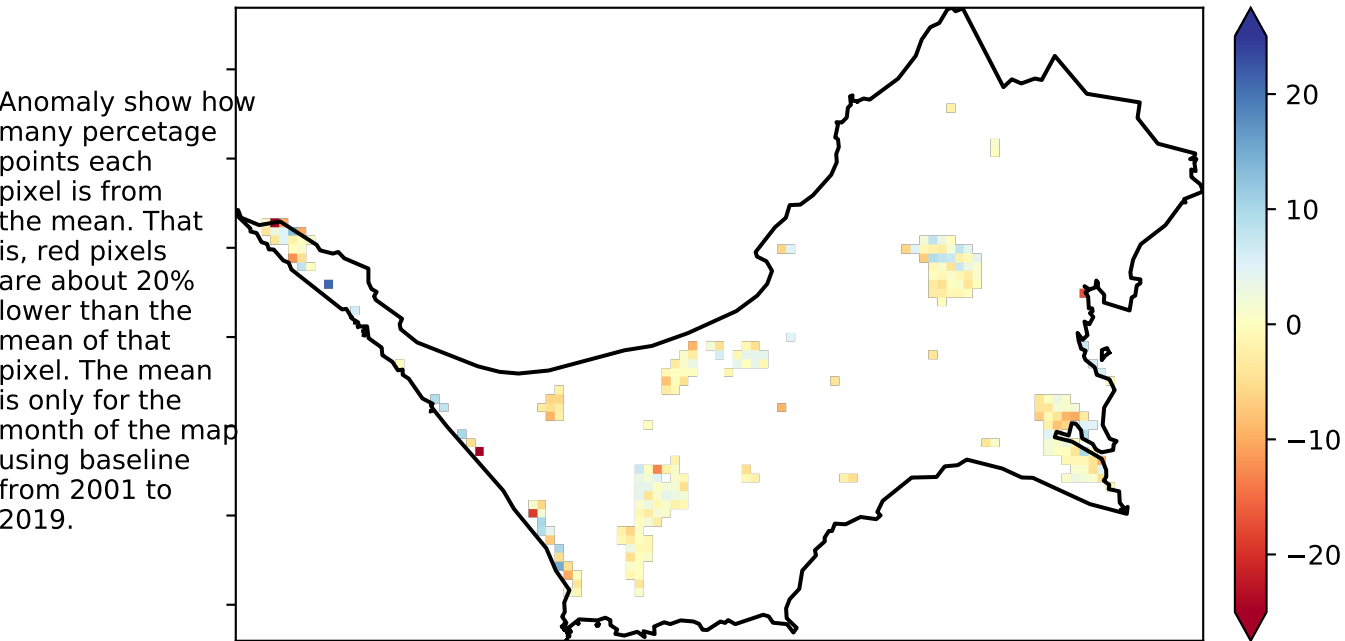 Anomaly show how
many percetage
points each
pixel is from
the mean. That
is, red pixels
are about 20%
lower than the
mean of that
pixel. The mean
is only for the
month of the map
using baseline
from 2001 to
2019.
20
10
0
−10
−20